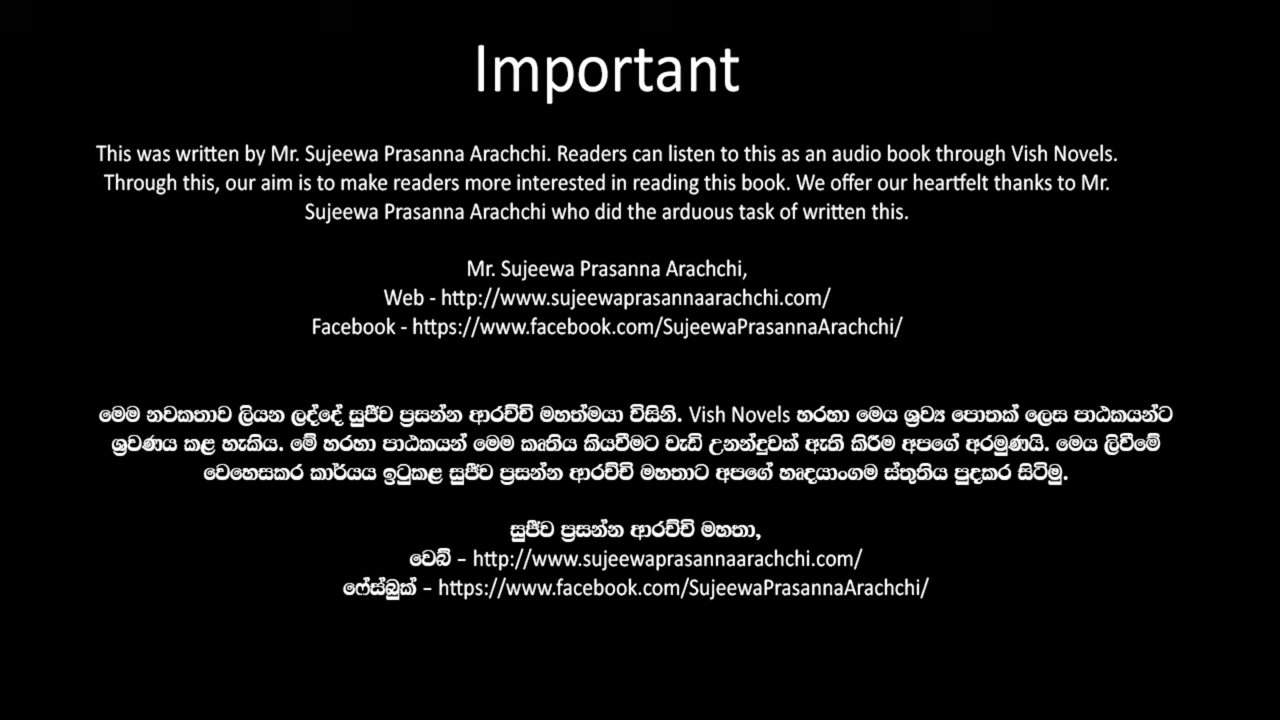 Important
This was written by Mr. Sujeewa Prasanna Arachchi. Readers can listen to this as an audio book through Vish Novels.
Through this, our aim is to make readers more interested in reading this book. We offer our heartfelt thanks to Mr.
Sujeewa Prasanna Arachchi who did the arduous task of written this.
Mr. Sujeewa Prasanna Arachchi,
Web - http://www.sujeewaprasannaarachchi.com/
Facebook - https://www.facebook.com/SujeewaPrasannaArachchi/
මෙම නවකතාව ලියන ලද්දේ සුජීව ප්‍රසන්න ආරච්චි මහත්මයා විසිනි. Vish Novels හරහා මෙය ශ්‍රව්‍ය පොතක් ලෙස පාඨකයන්ට
ශ්‍රවණය කළ හැකිය. මේ හරහා පාඨකයන් මෙම කෘතිය කියවීමට වැඩි උනන්දුවක් ඇති කිරීම අපගේ අරමුණයි. මෙය ලිවීමේ
වෙහෙසකර කාර්යය ඉටුකළ සුජීව ප්‍රසන්න ආරච්චි මහතාට අපගේ හෘදයාංගම ස්තුතිය පුදකර සිටිමු.
සුජීව ප්‍රසන්න ආරච්චි මහතා,
වෙබ් – http://www.sujeewaprasannaarachchi.com/
ෆේස්බුක් – https://www.facebook.com/SujeewaPrasannaArachchi/